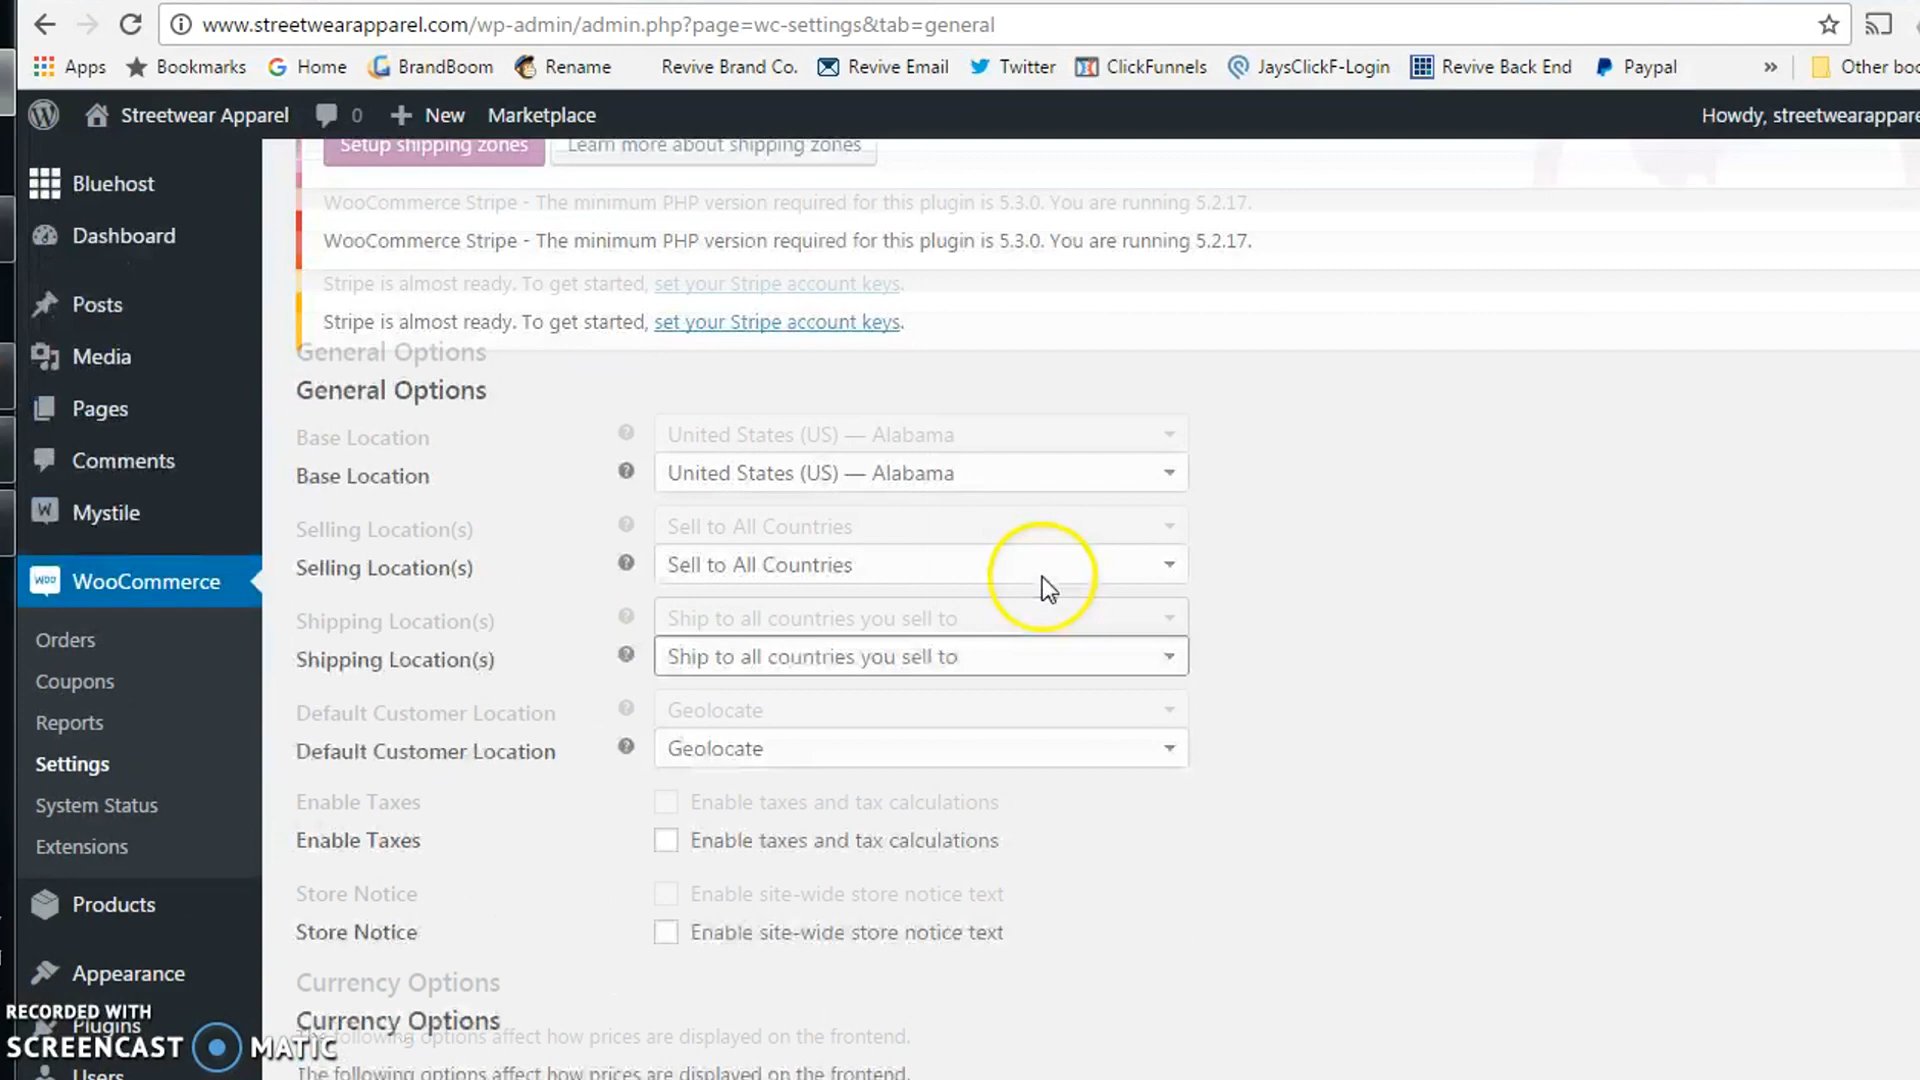 www.streetwearapparel.com/wp-admin/admin.php?page=wc-settings&tab=general
Apps Bookmarks Home BrandBoom Rename Revive Brand Co. Revive Email Twitter ClickFunnels JaysClickF-Login Revive Back End Paypal » Other boo
Streetwear Apparel 0 New Marketplace Howdy, streetwearappare
Setup shipping zones Learn more about shipping zones
Bluehost
WooCommerce Stripe - The minimum PHP version required for this plugin is 5.3.0. You are running 5.2.17.
Dashboard
WooCommerce Stripe - The minimum PHP version required for this plugin is 5.3.0. You are running 5.2.17.
Stripe is almost ready. To get started, set your Stripe account keys.
Posts
Stripe is almost ready. To get started, set your Stripe account keys.
Media
General Options
General Options
Pages
Base Location United States (US) — Alabama
Comments
Base Location United States (US) — Alabama
Mystile
Selling Location(s) Sell to All Countries
Selling Location(s) Sell to All Countries
WooCommerce
Shipping Location(s) Ship to all countries you sell to
Orders
Shipping Location(s) Ship to all countries you sell to
Coupons
Default Customer Location Geolocate
Reports
Default Customer Location Geolocate
Settings
Enable Taxes Enable taxes and tax calculations
System Status
Enable Taxes Enable taxes and tax calculations
Extensions
Store Notice Enable site-wide store notice text
Products
Store Notice Enable site-wide store notice text
Appearance
Currency Options
Currency Options
RECORDED WITH
Plugins
The following options affect how prices are displayed on the frontend.
SCREENCAST MATIC
Users
The following options affect how prices are displayed on the frontend.